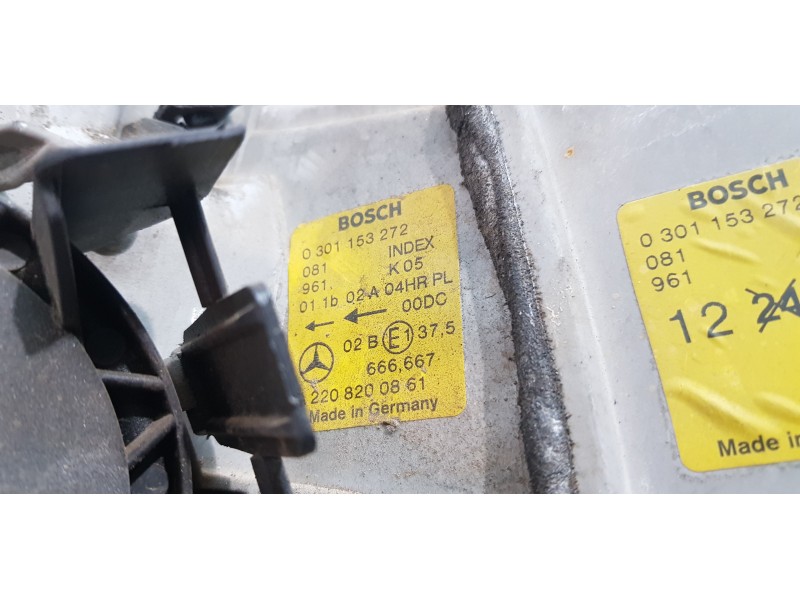 BOSCH
0 301 153 272
081 INDEX
961. K 05
01 1b 02 A 04HR PL
00DC
02 B E1 37,5
666,667
220 820 08 61
Made in Germany
BOSCH
0 301 153 272
081
961
12 24
Made in